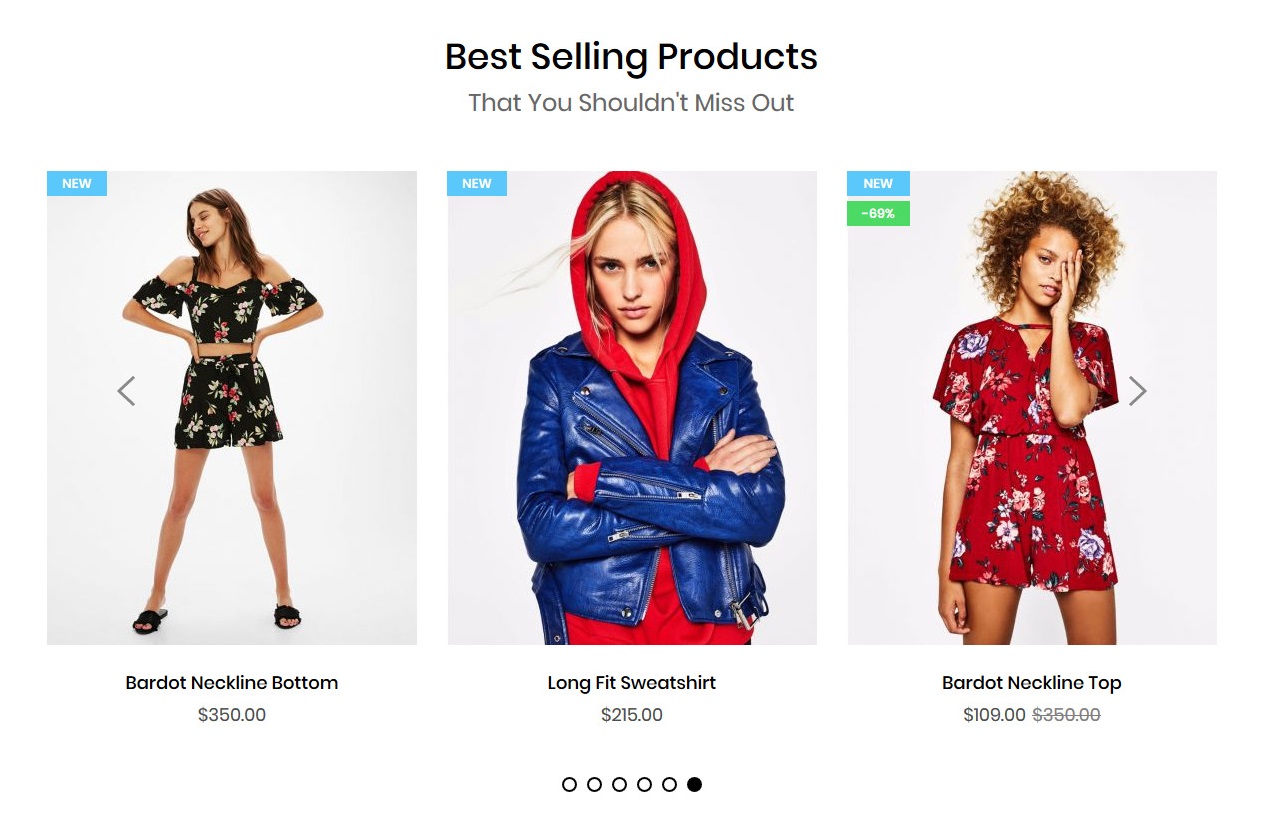 Best Selling Products
That You Shouldn't Miss Out
NEW
NEW
NEW
-69%
Bardot Neckline Bottom
$350.00
Long Fit Sweatshirt
$215.00
Bardot Neckline Top
$109.00 $350.00